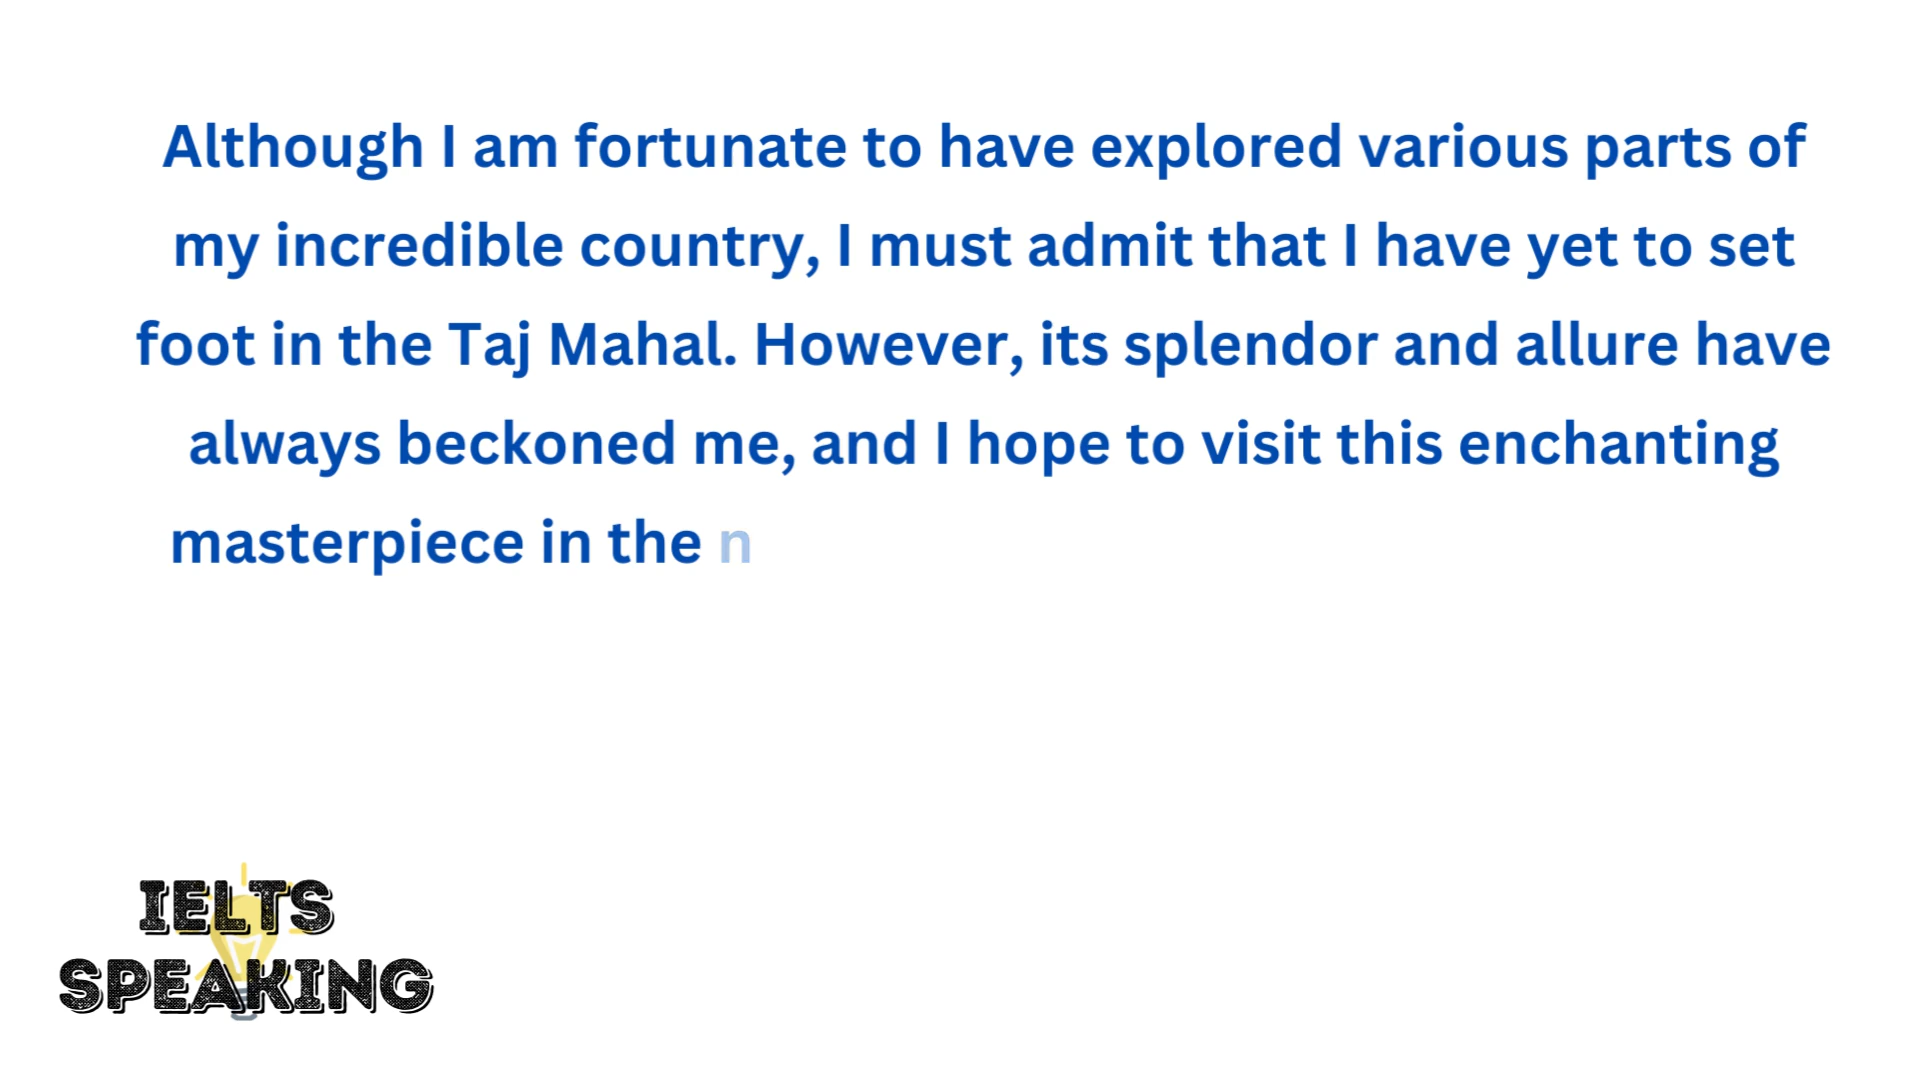 Although I am fortunate to have explored various parts of
my incredible country, I must admit that I have yet to set
foot in the Taj Mahal. However, its splendor and allure have
always beckoned me, and I hope to visit this enchanting
masterpiece in the n
IELTS
SPEAKING